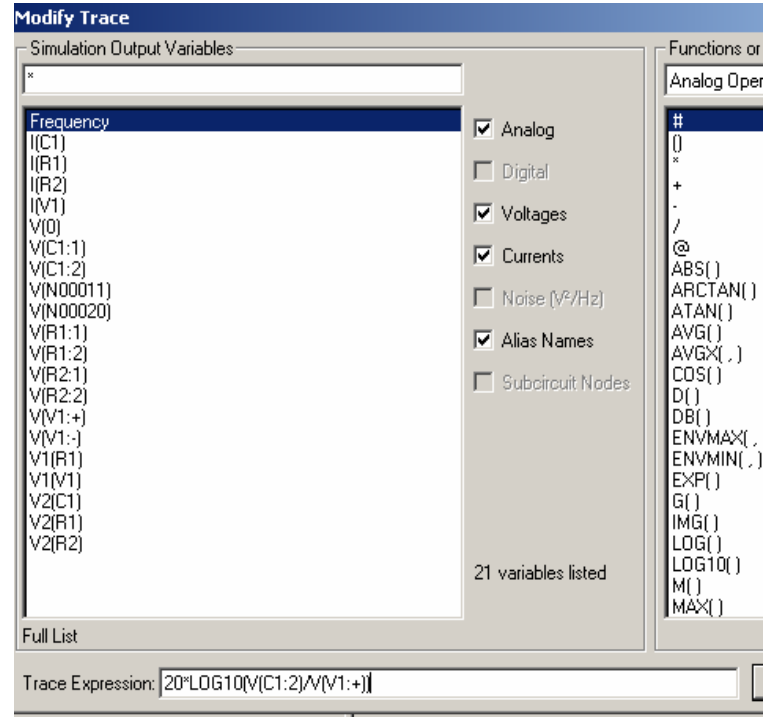 Modify Trace
Simulation Output Variables
*
Frequency
I(C1)
I(R1)
I(R2)
I(V1)
V(0)
V(C1:1)
V(C1:2)
V(N00011)
V(N00020)
V(R1:1)
V(R1:2)
V(R2:1)
V(R2:2)
V(V1:+)
V(V1:-)
V1(R1)
V1(V1)
V2(C1)
V2(R1)
V2(R2)
Analog
Digital
Voltages
Currents
Noise (V²/Hz)
Alias Names
Subcircuit Nodes
21 variables listed
Full List
Functions or
Analog Oper
#
()
*
+
-
/
@
ABS( )
ARCTAN( )
ATAN( )
AVG( )
AVGX( , )
COS( )
D( )
DB( )
ENVMAX( ,
ENVMIN( , )
EXP( )
G( )
IMG( )
LOG( )
LOG10( )
M( )
MAX( )
Trace Expression: 20*LOG10(V(C1:2)/V(V1:+))